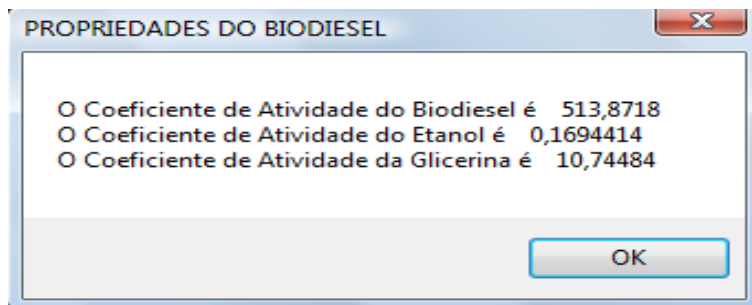 PROPRIEDADES DO BIODIESEL
O Coeficiente de Atividade do Biodiesel é 513,8718
O Coeficiente de Atividade do Etanol é 0,1694414
O Coeficiente de Atividade da Glicerina é 10,74484
OK